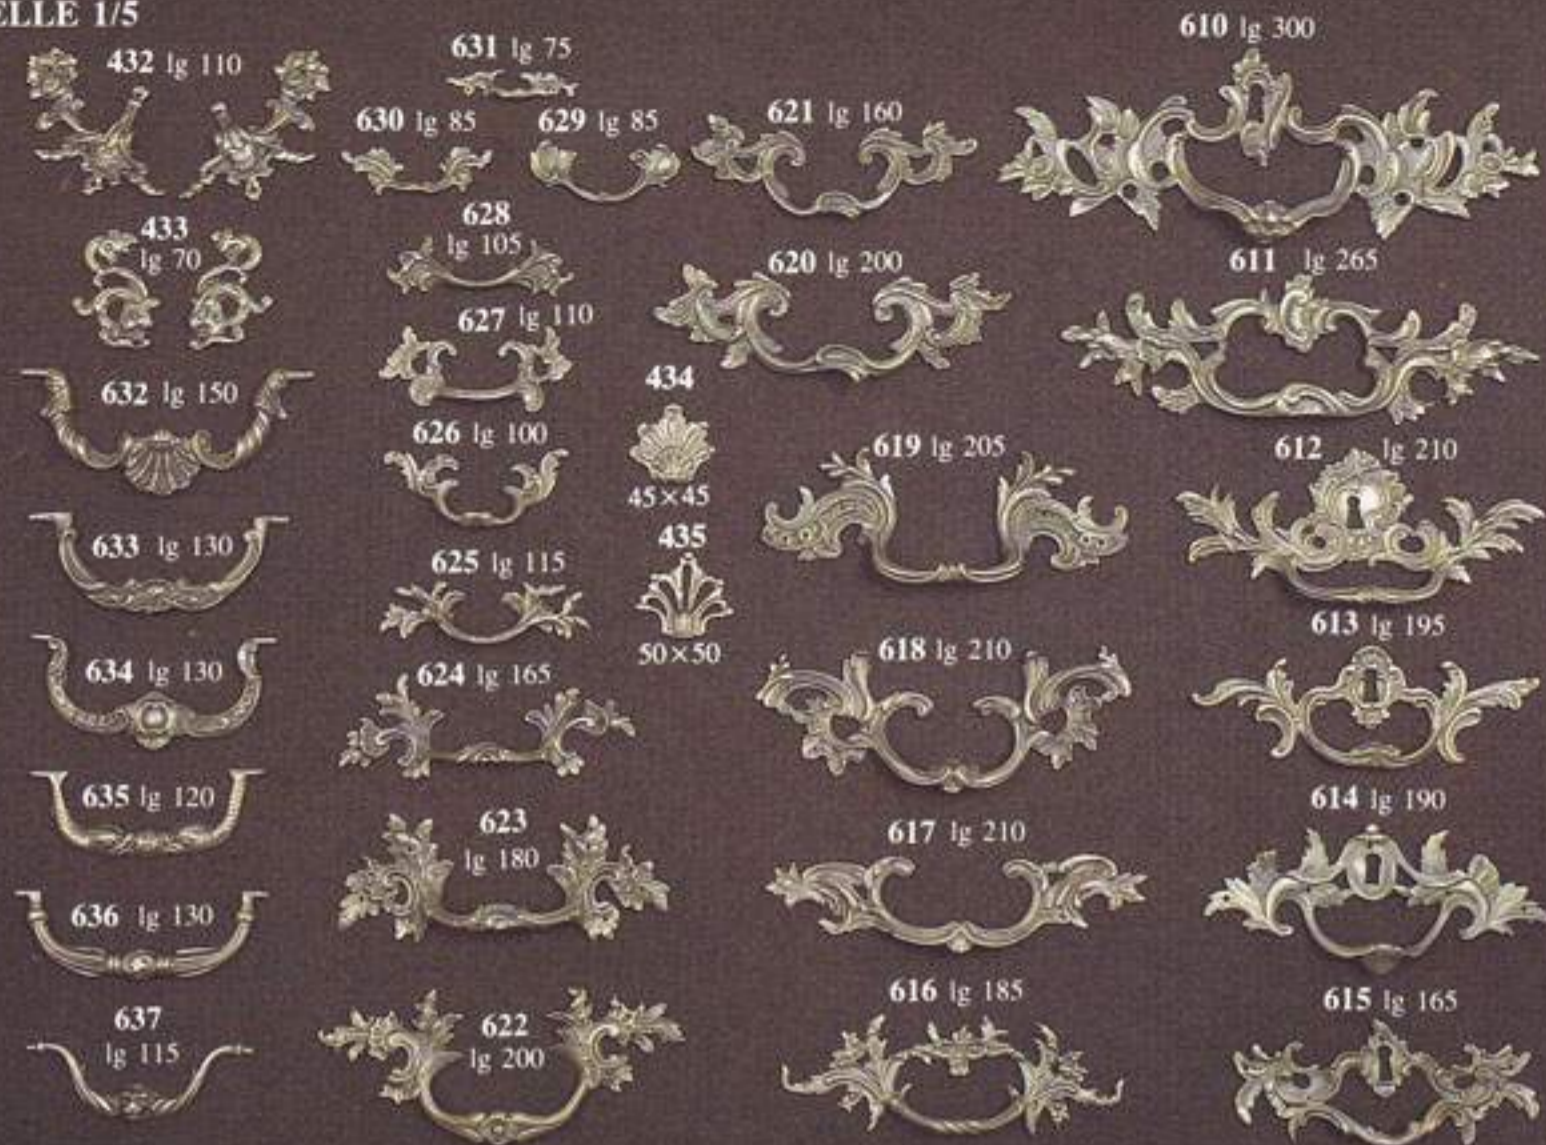 ELLE 1/5
432 lg 110
631 lg 75
610 lg 300
630 lg 85
629 lg 85
621 lg 160
433
lg 70
628
lg 105
620 lg 200
611 lg 265
627 lg 110
632 lg 150
434
45×45
626 lg 100
619 lg 205
612 lg 210
633 lg 130
435
50×50
625 lg 115
613 lg 195
634 lg 130
624 lg 165
618 lg 210
635 lg 120
614 lg 190
623
lg 180
617 lg 210
636 lg 130
616 lg 185
615 lg 165
637
lg 115
622
lg 200